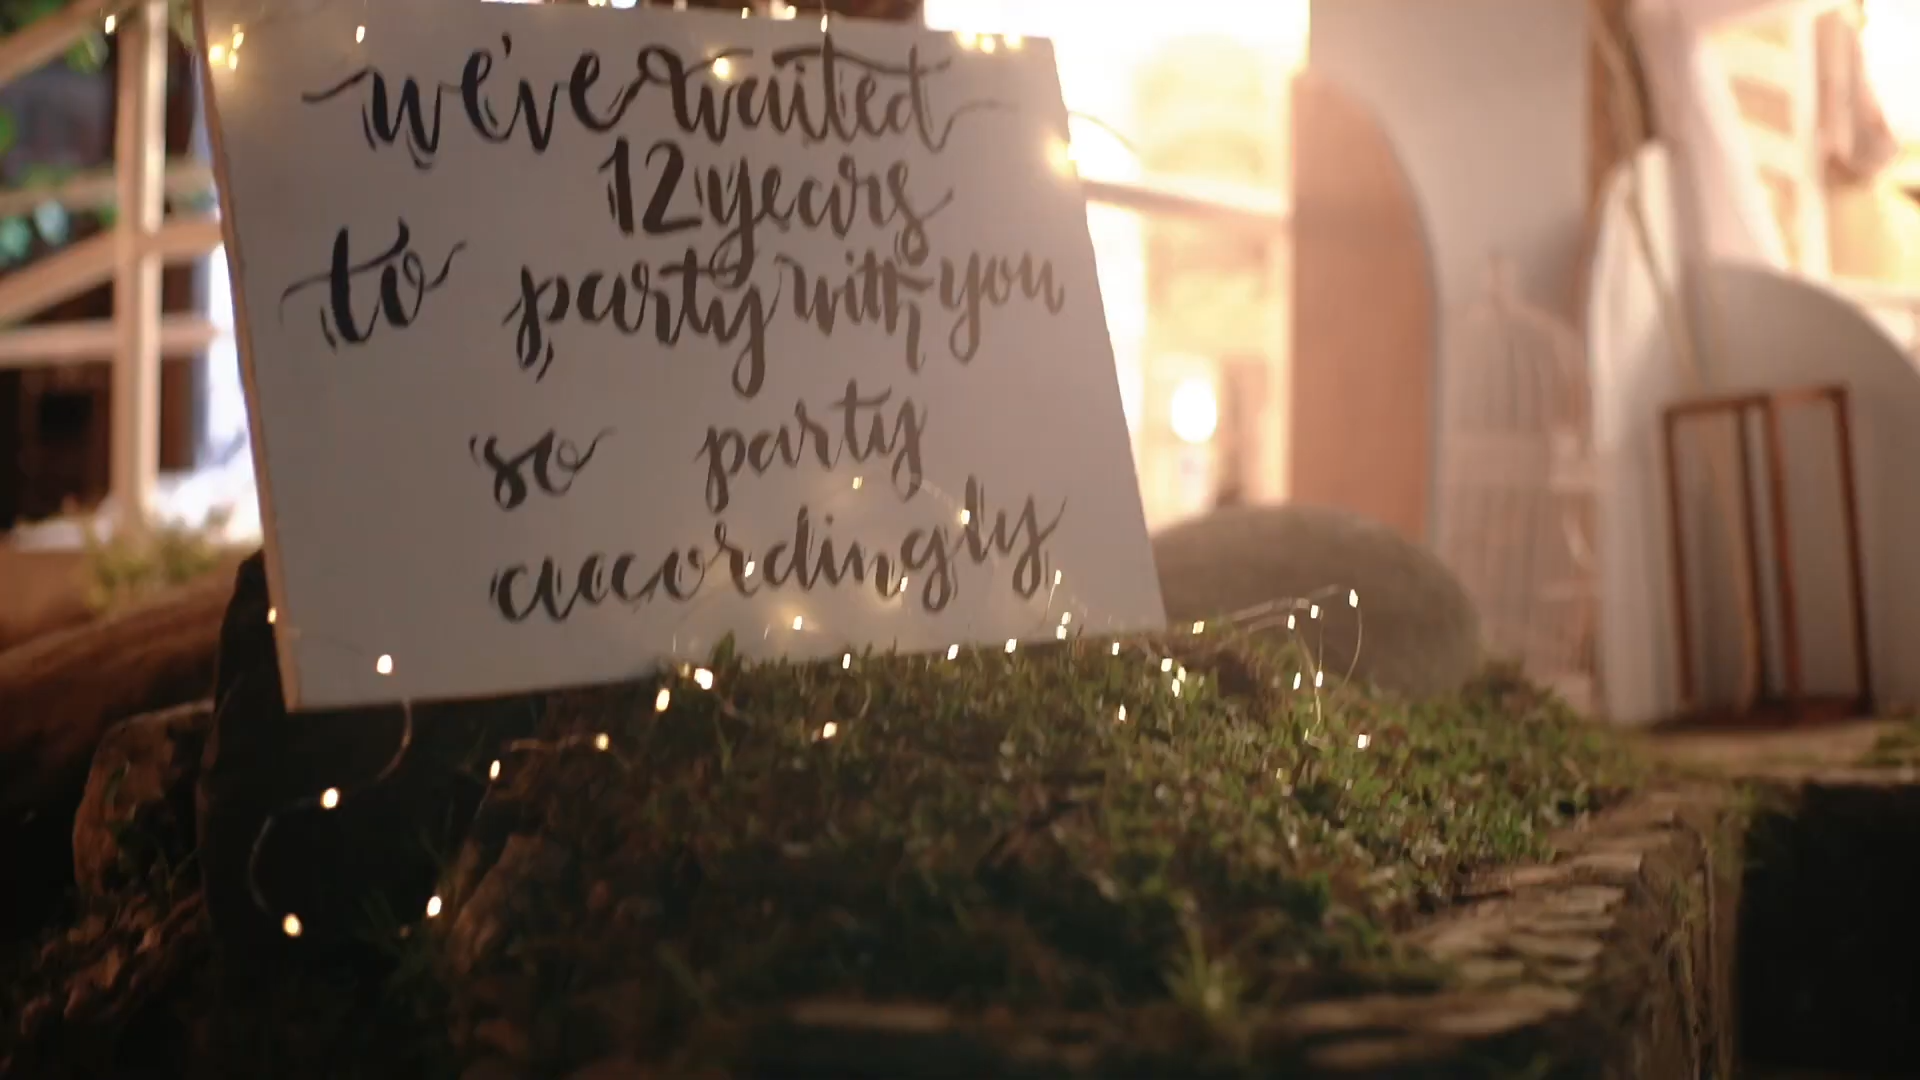 we've waited
12 years
to party with you
so party
accordingly